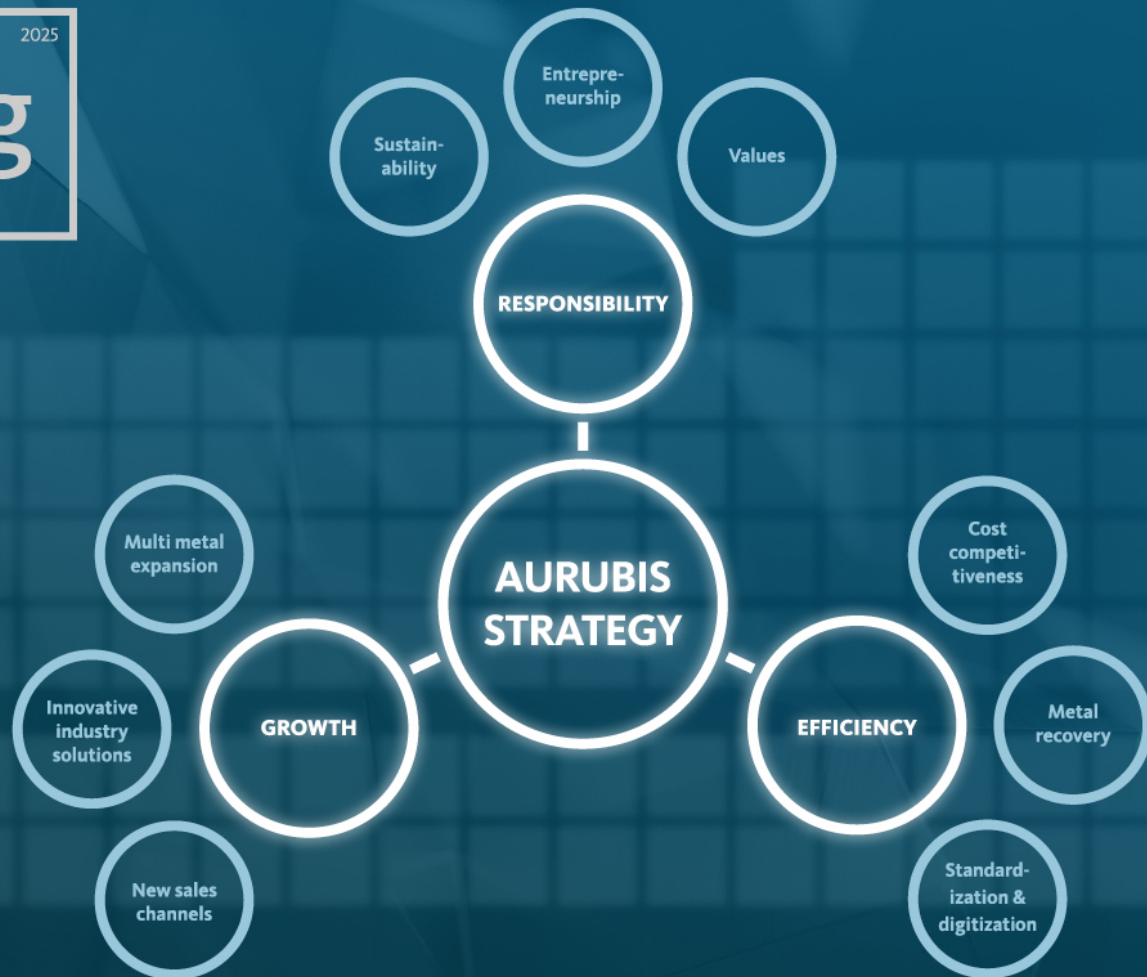 2025
g
Entrepre-
neurship
Sustain-
ability
Values
RESPONSIBILITY
AURUBIS
STRATEGY
Multi metal
expansion
Innovative
industry
solutions
New sales
channels
GROWTH
EFFICIENCY
Cost
competi-
tiveness
Metal
recovery
Standard-
ization &
digitization